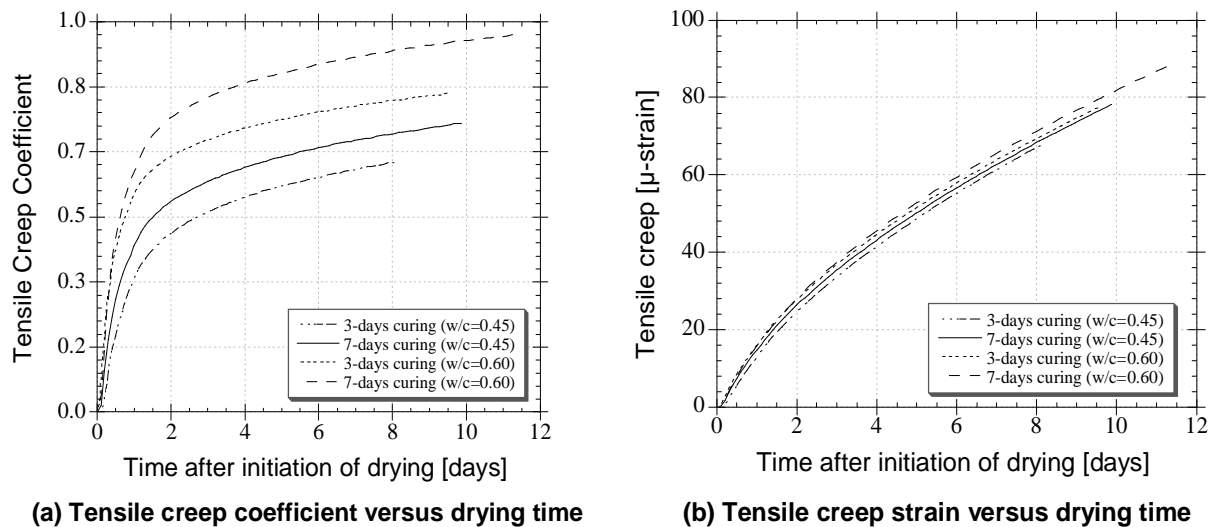 1.0
0.8
0.7
0.5
0.3
0.2
0.0
Tensile Creep Coefficient
3-days curing (w/c=0.45)
7-days curing (w/c=0.45)
3-days curing (w/c=0.60)
7-days curing (w/c=0.60)
0 2 4 6 8 10 12
Time after initiation of drying [days]
(a) Tensile creep coefficient versus drying time
100
80
60
40
20
0
Tensile creep [µ-strain]
3-days curing (w/c=0.45)
7-days curing (w/c=0.45)
3-days curing (w/c=0.60)
7-days curing (w/c=0.60)
0 2 4 6 8 10 12
Time after initiation of drying [days]
(b) Tensile creep strain versus drying time